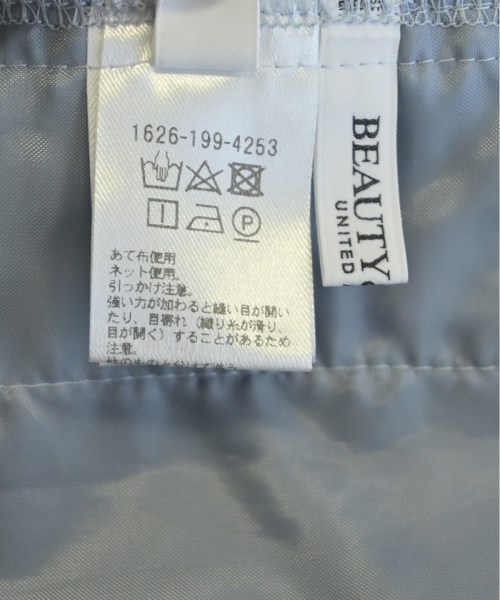 1626-199-4253
あて布使用
ネット使用。
引っかけ注意。
強い力が加わると縫い目が開い
たり、目寄れ（織り糸が滑り、
目が開く）することがあるため
注意。
BEAUTY
UNITED